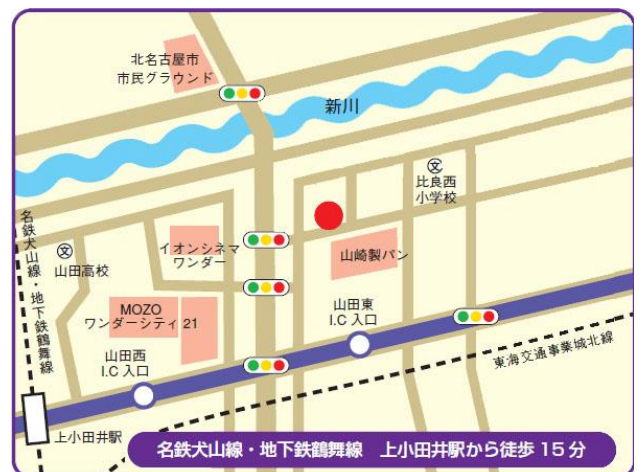 北名古屋市
市民グラウンド
新川
文
比良西
小学校
名鉄犬山線・地下鉄鶴舞線
文
山田高校
イオンシネマ
ワンダー
山崎製パン
MOZO
ワンダーシティ 21
山田東
I.C 入口
山田西
I.C 入口
東海交通事業城北線
上小田井駅
名鉄犬山線・地下鉄鶴舞線 上小田井駅から徒歩 15 分